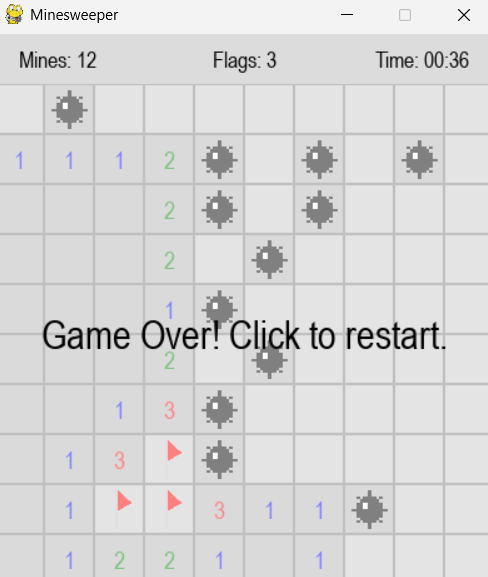 Minesweeper
Mines: 12 Flags: 3 Time: 00:36
1 1 1 2
2
2
1
Game Over! Click to restart.
2
1 3
1 3
1 3 1 1
1 2 2 1 1